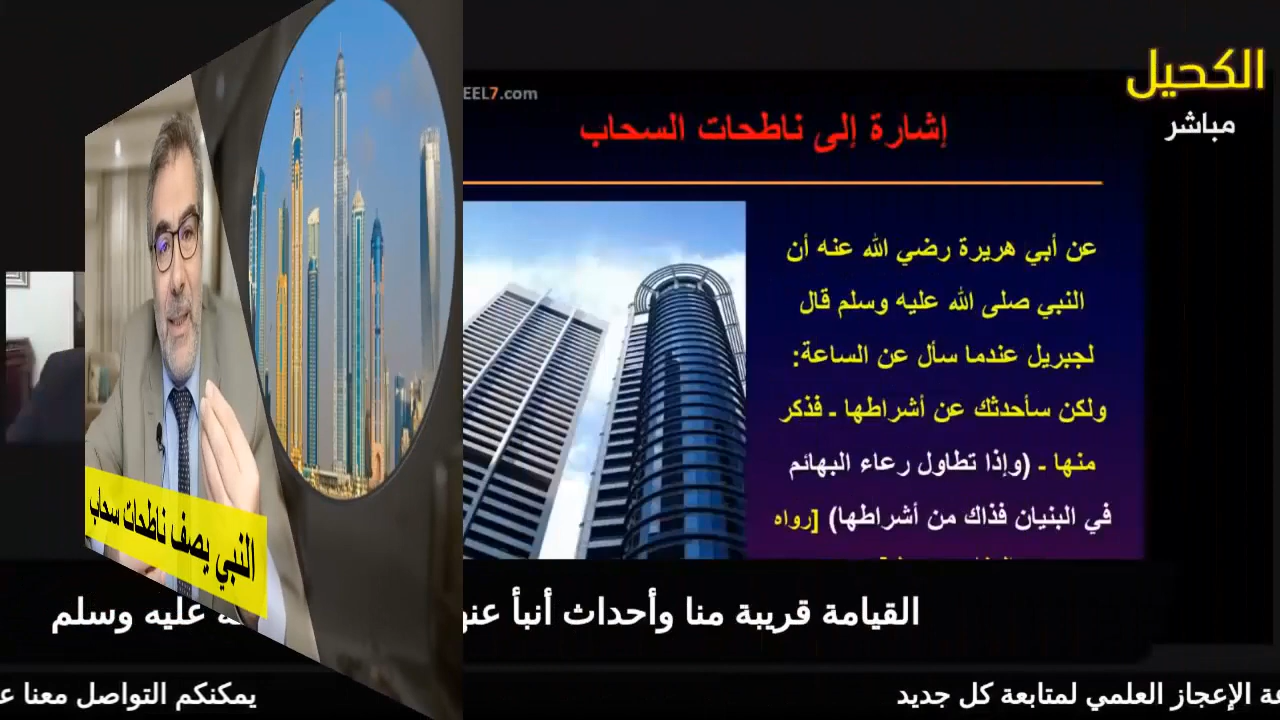 الكحيل
مباشر
EEL7.com
إشارة إلى ناطحات السحاب
عن أبي هريرة رضي الله عنه أن
النبي صلى الله عليه وسلم قال
لجبريل عندما سأل عن الساعة:
ولكن سأحدثك عن أشراطها ـ فذكر
منها ـ (وإذا تطاول رعاء البهائم
في البنيان فذاك من أشراطها) [رواه
النبي يصف ناطحات سحاب
القيامة قريبة منا وأحداث أنبأ عليه وسلم
الإعجاز العلمي لمتابعة كل جديد
يمكنكم التواصل معنا